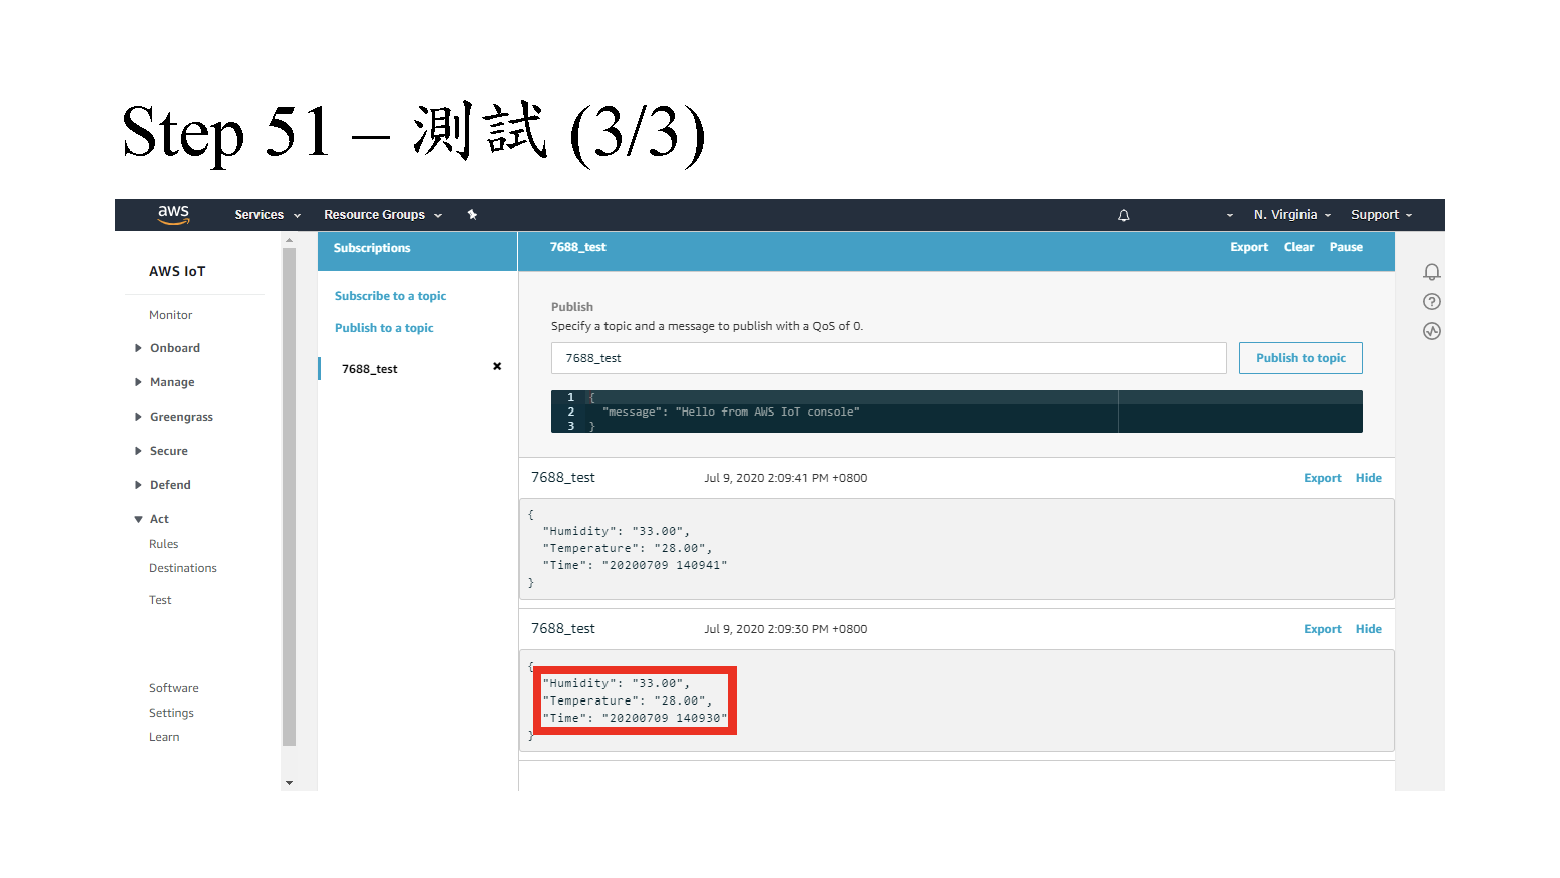 Step 51 – 測試 (3/3)
aws Services Resource Groups N. Virginia Support
AWS IoT
Monitor
Onboard
Manage
Greengrass
Secure
Defend
Act
Rules
Destinations
Test
Software
Settings
Learn
Subscriptions
Subscribe to a topic
Publish to a topic
7688_test
7688_test Export Clear Pause
Publish
Specify a topic and a message to publish with a QoS of 0.
7688_test Publish to topic
1 {
2 "message": "Hello from AWS IoT console"
3 }
7688_test Jul 9, 2020 2:09:41 PM +0800 Export Hide
{
"Humidity": "33.00",
"Temperature": "28.00",
"Time": "20200709 140941"
}
7688_test Jul 9, 2020 2:09:30 PM +0800 Export Hide
{
"Humidity": "33.00",
"Temperature": "28.00",
"Time": "20200709 140930"
}